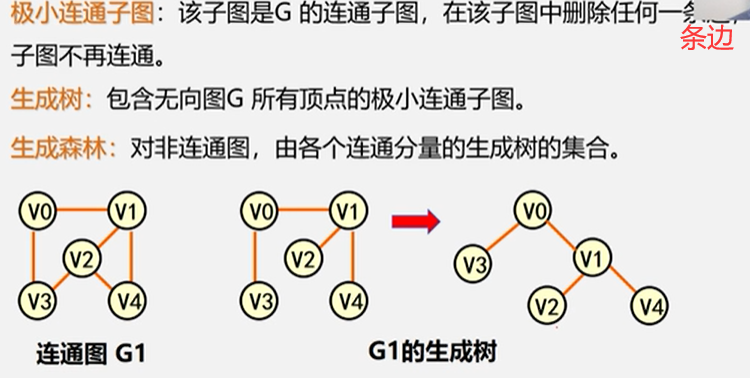 极小连通子图：该子图是G 的连通子图，在该子图中删除任何一条边，
条边
子图不再连通。
生成树：包含无向图G 所有顶点的极小连通子图。
生成森林：对非连通图，由各个连通分量的生成树的集合。
V0 V1 V0 V1 V0
V2 V2 V3 V1
V3 V4 V3 V4 V2 V4
连通图 G1
G1的生成树